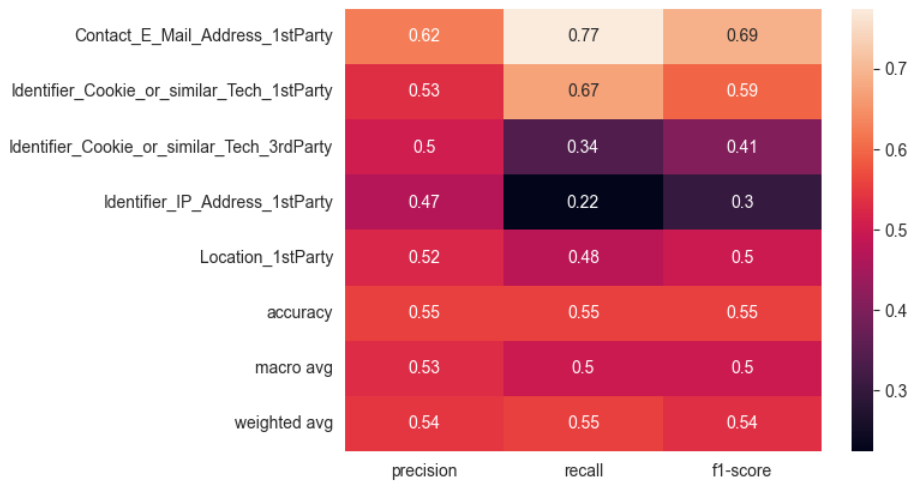 Contact_E_Mail_Address_1stParty 0.62 0.77 0.69
Identifier_Cookie_or_similar_Tech_1stParty 0.53 0.67 0.59
Identifier_Cookie_or_similar_Tech_3rdParty 0.5 0.34 0.41
Identifier_IP_Address_1stParty 0.47 0.22 0.3
Location_1stParty 0.52 0.48 0.5
accuracy 0.55 0.55 0.55
macro avg 0.53 0.5 0.5
weighted avg 0.54 0.55 0.54
precision recall f1-score
0.7
0.6
0.5
0.4
0.3